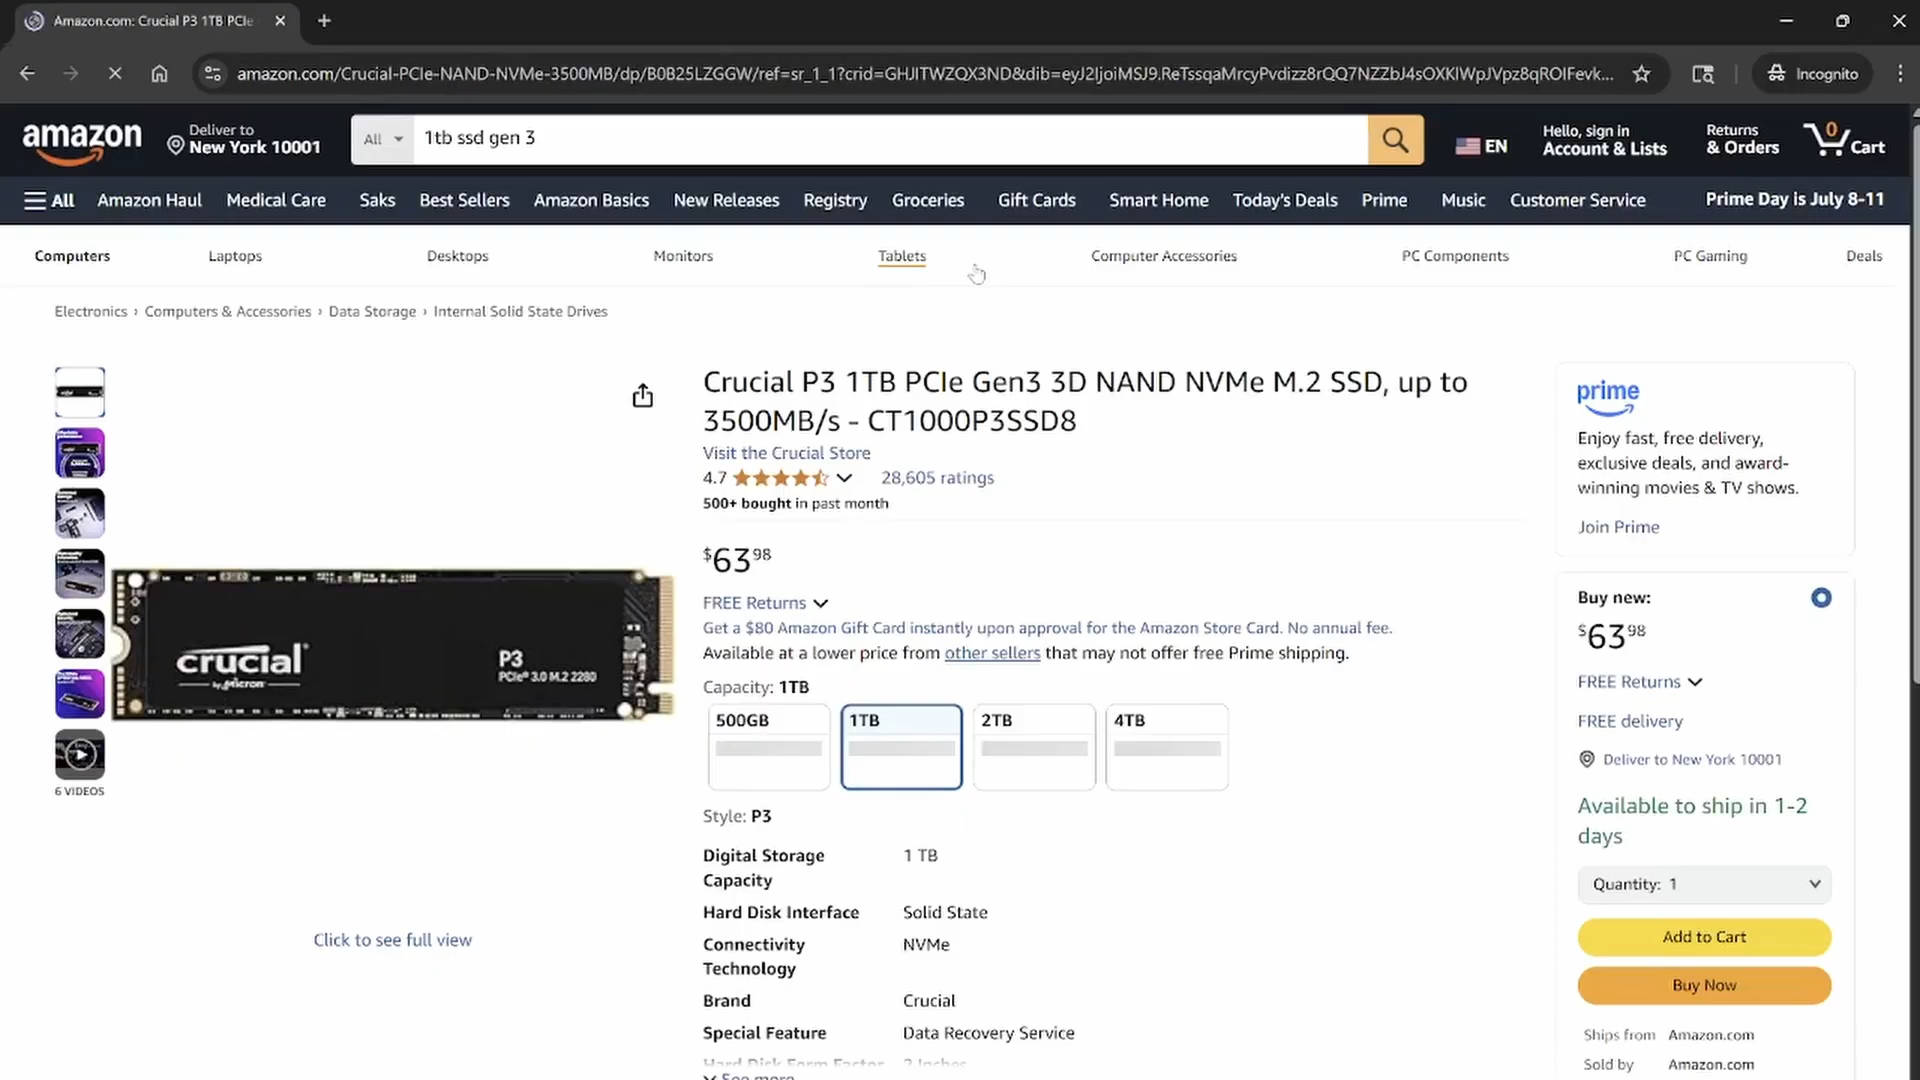 Amazon.com: Crucial P3 1TB PCIe
amazon.com/Crucial-PCIe-NAND-NVMe-3500MB/dp/B0B25LZGGW/ref=sr_1_1?crid=GHJITWZQX3ND&dib=eyJ2IjoiMSJ9.ReTssqaMrcyPvdizz8rQQ7NZZbJ4sOXKlWpJVpz8qROIFevk...
Incognito
amazon
Deliver to
New York 10001
All
1tb ssd gen 3
EN
Hello, sign in
Account & Lists
Returns
& Orders
0
Cart
All
Amazon Haul
Medical Care
Saks
Best Sellers
Amazon Basics
New Releases
Registry
Groceries
Gift Cards
Smart Home
Today's Deals
Prime
Music
Customer Service
Prime Day is July 8-11
Computers
Laptops
Desktops
Monitors
Tablets
Computer Accessories
PC Components
PC Gaming
Deals
Electronics › Computers & Accessories › Data Storage › Internal Solid State Drives
Crucial P3 1TB PCIe Gen3 3D NAND NVMe M.2 SSD, up to
3500MB/s - CT1000P3SSD8
Visit the Crucial Store
4.7
28,605 ratings
500+ bought in past month
$63 98
FREE Returns
Get a $80 Amazon Gift Card instantly upon approval for the Amazon Store Card. No annual fee.
Available at a lower price from other sellers that may not offer free Prime shipping.
Capacity: 1TB
500GB
1TB
2TB
4TB
Style: P3
Digital Storage Capacity
1 TB
Hard Disk Interface
Solid State
Connectivity Technology
NVMe
Brand
Crucial
Special Feature
Data Recovery Service
Hard Disk Form Factor
2 Inches
See more
crucial
by Micron
P3
PCIe® 3.0 M.2 2280
6 VIDEOS
Click to see full view
prime
Enjoy fast, free delivery,
exclusive deals, and award-
winning movies & TV shows.
Join Prime
Buy new:
$63 98
FREE Returns
FREE delivery
Deliver to New York 10001
Available to ship in 1-2
days
Quantity: 1
Add to Cart
Buy Now
Ships from Amazon.com
Sold by Amazon.com